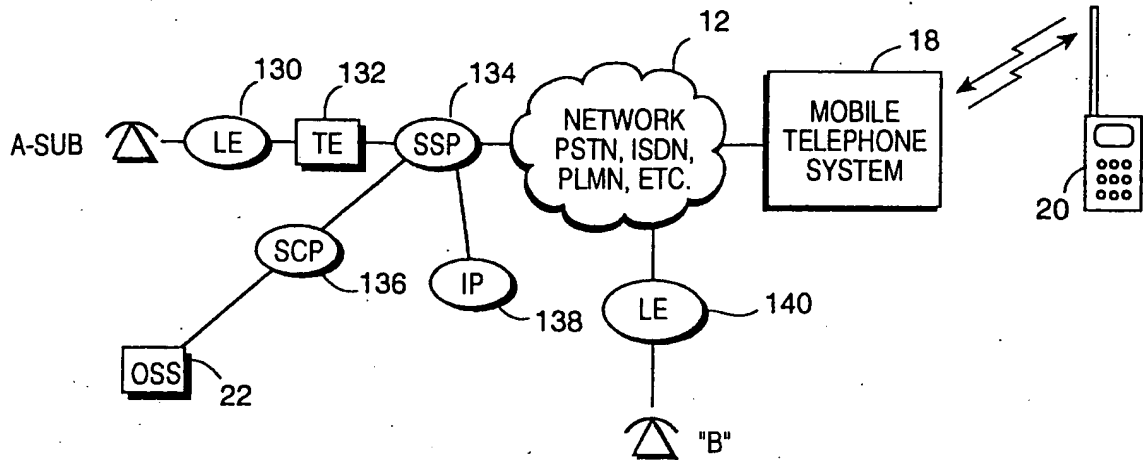 12
18
130
132
134
A-SUB
LE
TE
SSP
NETWORK
PSTN, ISDN,
PLMN, ETC.
MOBILE
TELEPHONE
SYSTEM
20
SCP
136
IP
138
LE
140
OSS
22
"B"